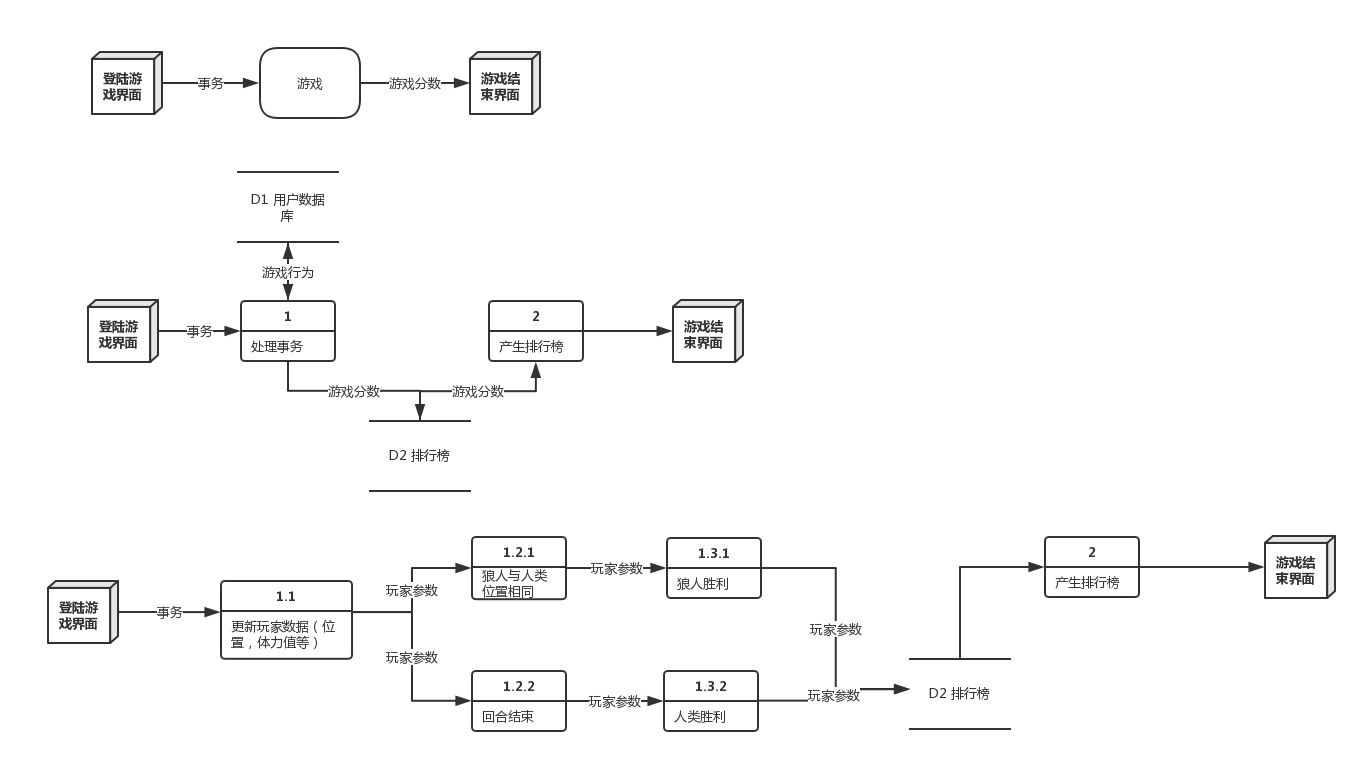 登陆游
戏界面
事务
游戏
游戏分数
游戏结
束界面
D1 用户数据
库
游戏行为
登陆游
戏界面
事务
1
处理事务
2
产生排行榜
游戏结
束界面
游戏分数
游戏分数
D2 排行榜
登陆游
戏界面
事务
1.1
更新玩家数据（位
置，体力值等）
玩家参数
玩家参数
1.2.1
狼人与人类
位置相同
玩家参数
1.3.1
狼人胜利
1.2.2
回合结束
玩家参数
1.3.2
人类胜利
玩家参数
玩家参数
D2 排行榜
2
产生排行榜
游戏结
束界面